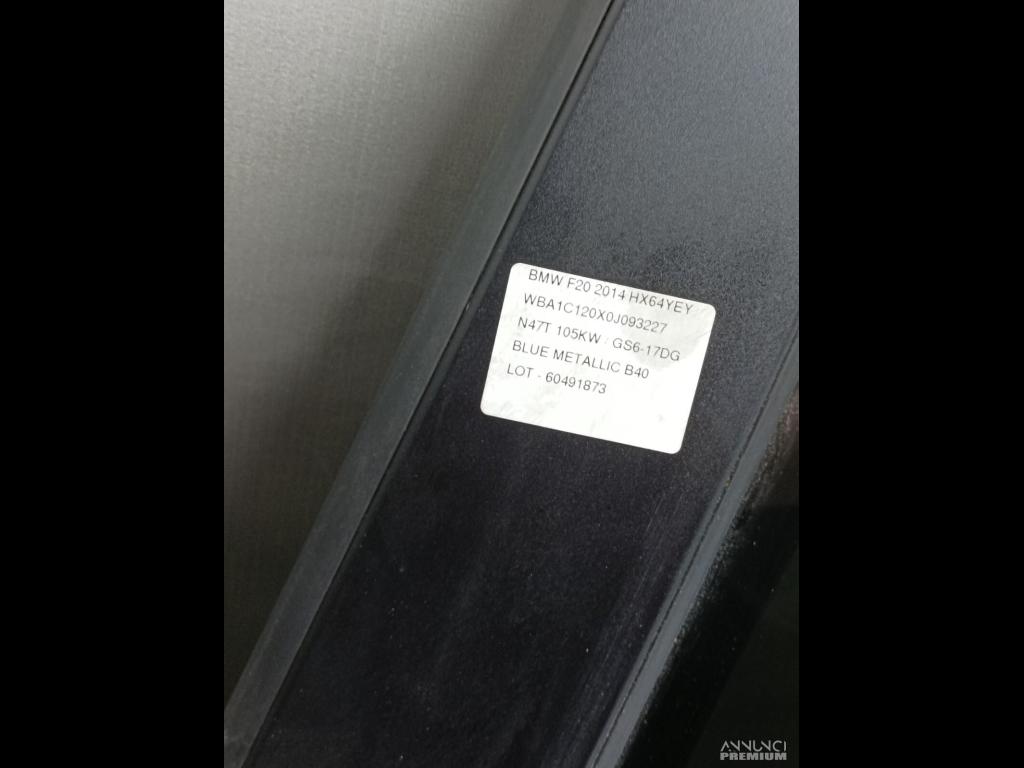 BMW F20 2014 HX64YEY
WBA1C120X0J093227
N47T 105KW / GS6-17DG
BLUE METALLIC B40
LOT - 60491873
ANNUNCI
PREMIUM